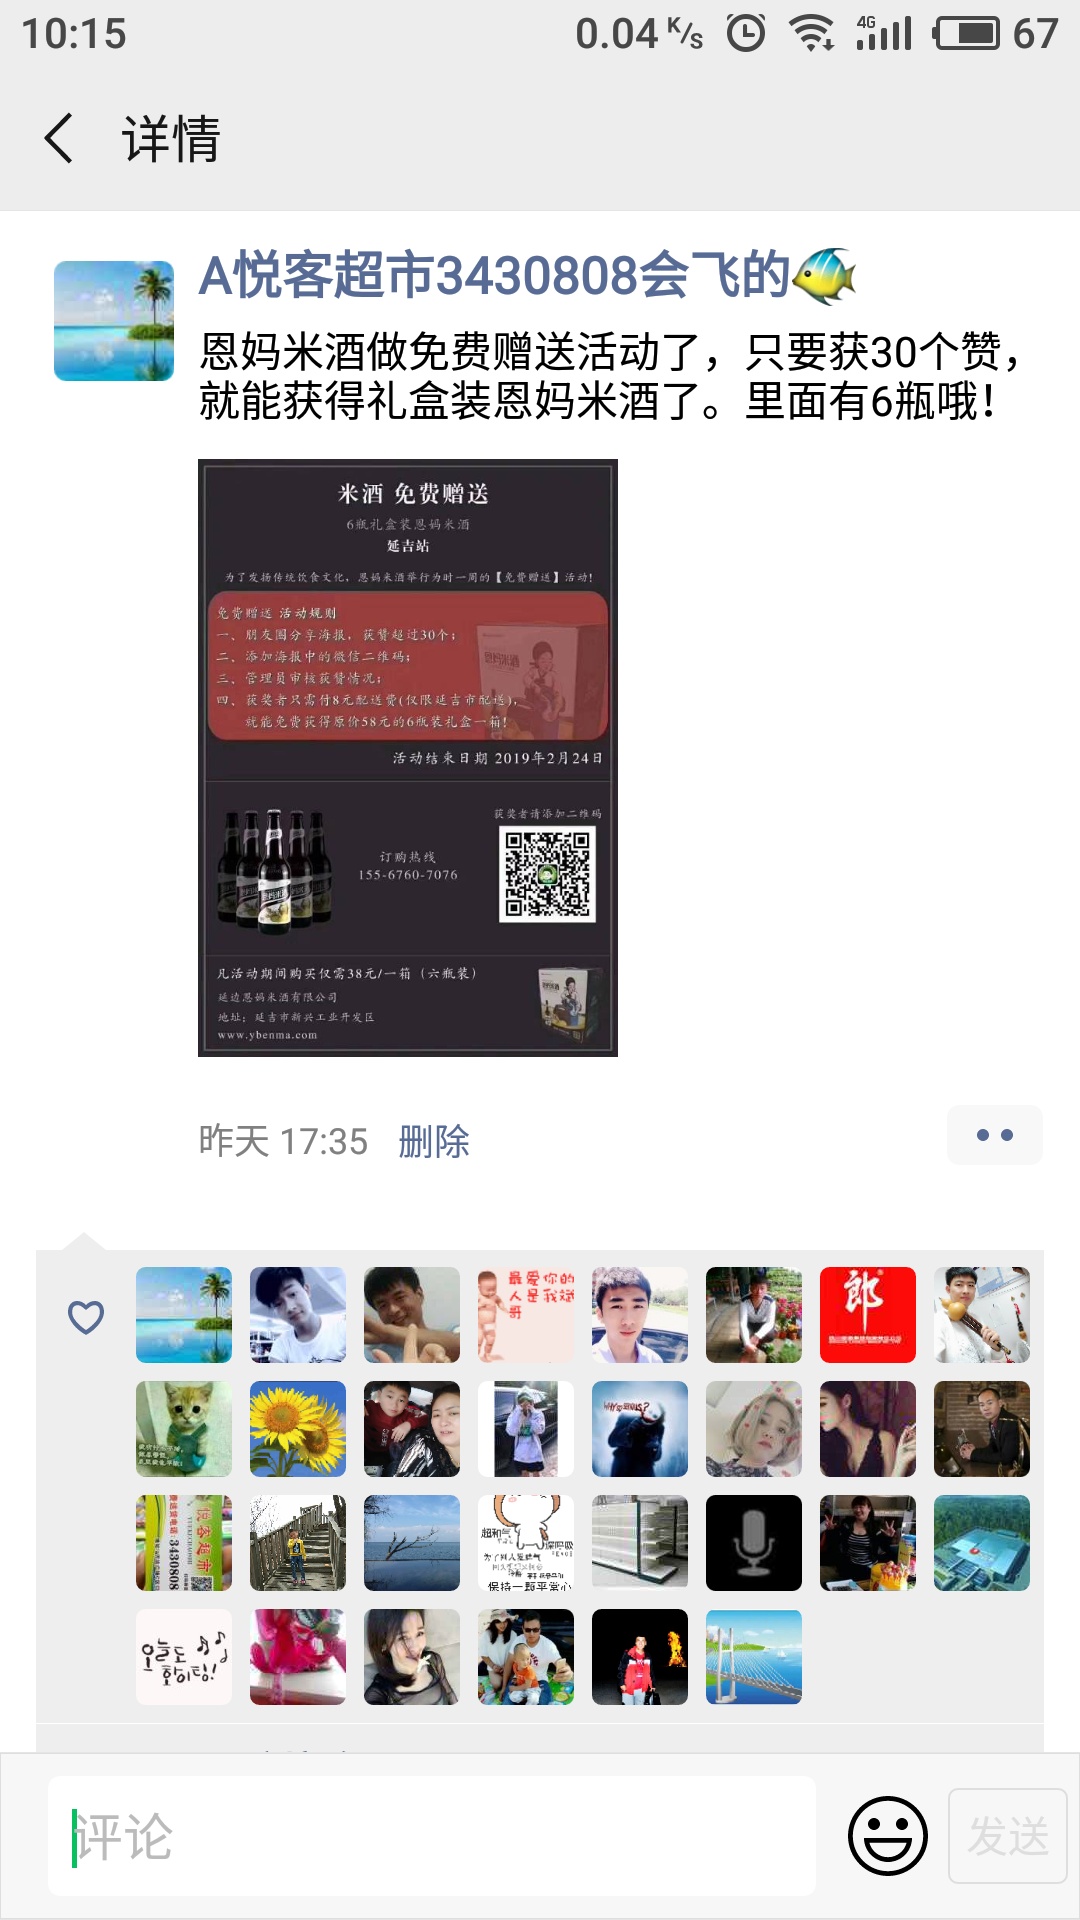 10:15
0.04 K/s
4G
67
详情
A悦客超市3430808会飞的🐠
恩妈米酒做免费赠送活动了，只要获30个赞，
就能获得礼盒装恩妈米酒了。里面有6瓶哦！
米酒 免费赠送
6瓶礼盒装恩妈米酒
延吉站
为了发扬传统饮食文化，恩妈米酒举行为时一周的【免费赠送】活动！
免费赠送 活动规则
一、朋友圈分享海报，获赞超过30个；
二、添加海报中的微信二维码；
三、管理员审核获赞情况；
四、获奖者只需付8元配送费(仅限延吉市配送)，
就能免费获得原价58元的6瓶装礼盒一箱！
恩妈米酒
活动结束日期 2019年2月24日
获奖者请添加二维码
订购热线
155-6760-7076
凡活动期间购买仅需38元/一箱（六瓶装）
延边恩妈米酒有限公司
地址：延吉市新兴工业开发区
www.ybenma.com
昨天 17:35 删除
最爱你的
人是我斌
哥
郎
WHY SO SERIOUS?
悦客超市
3430808
保持一颗平常心
오늘도
화이팅!
评论
发送